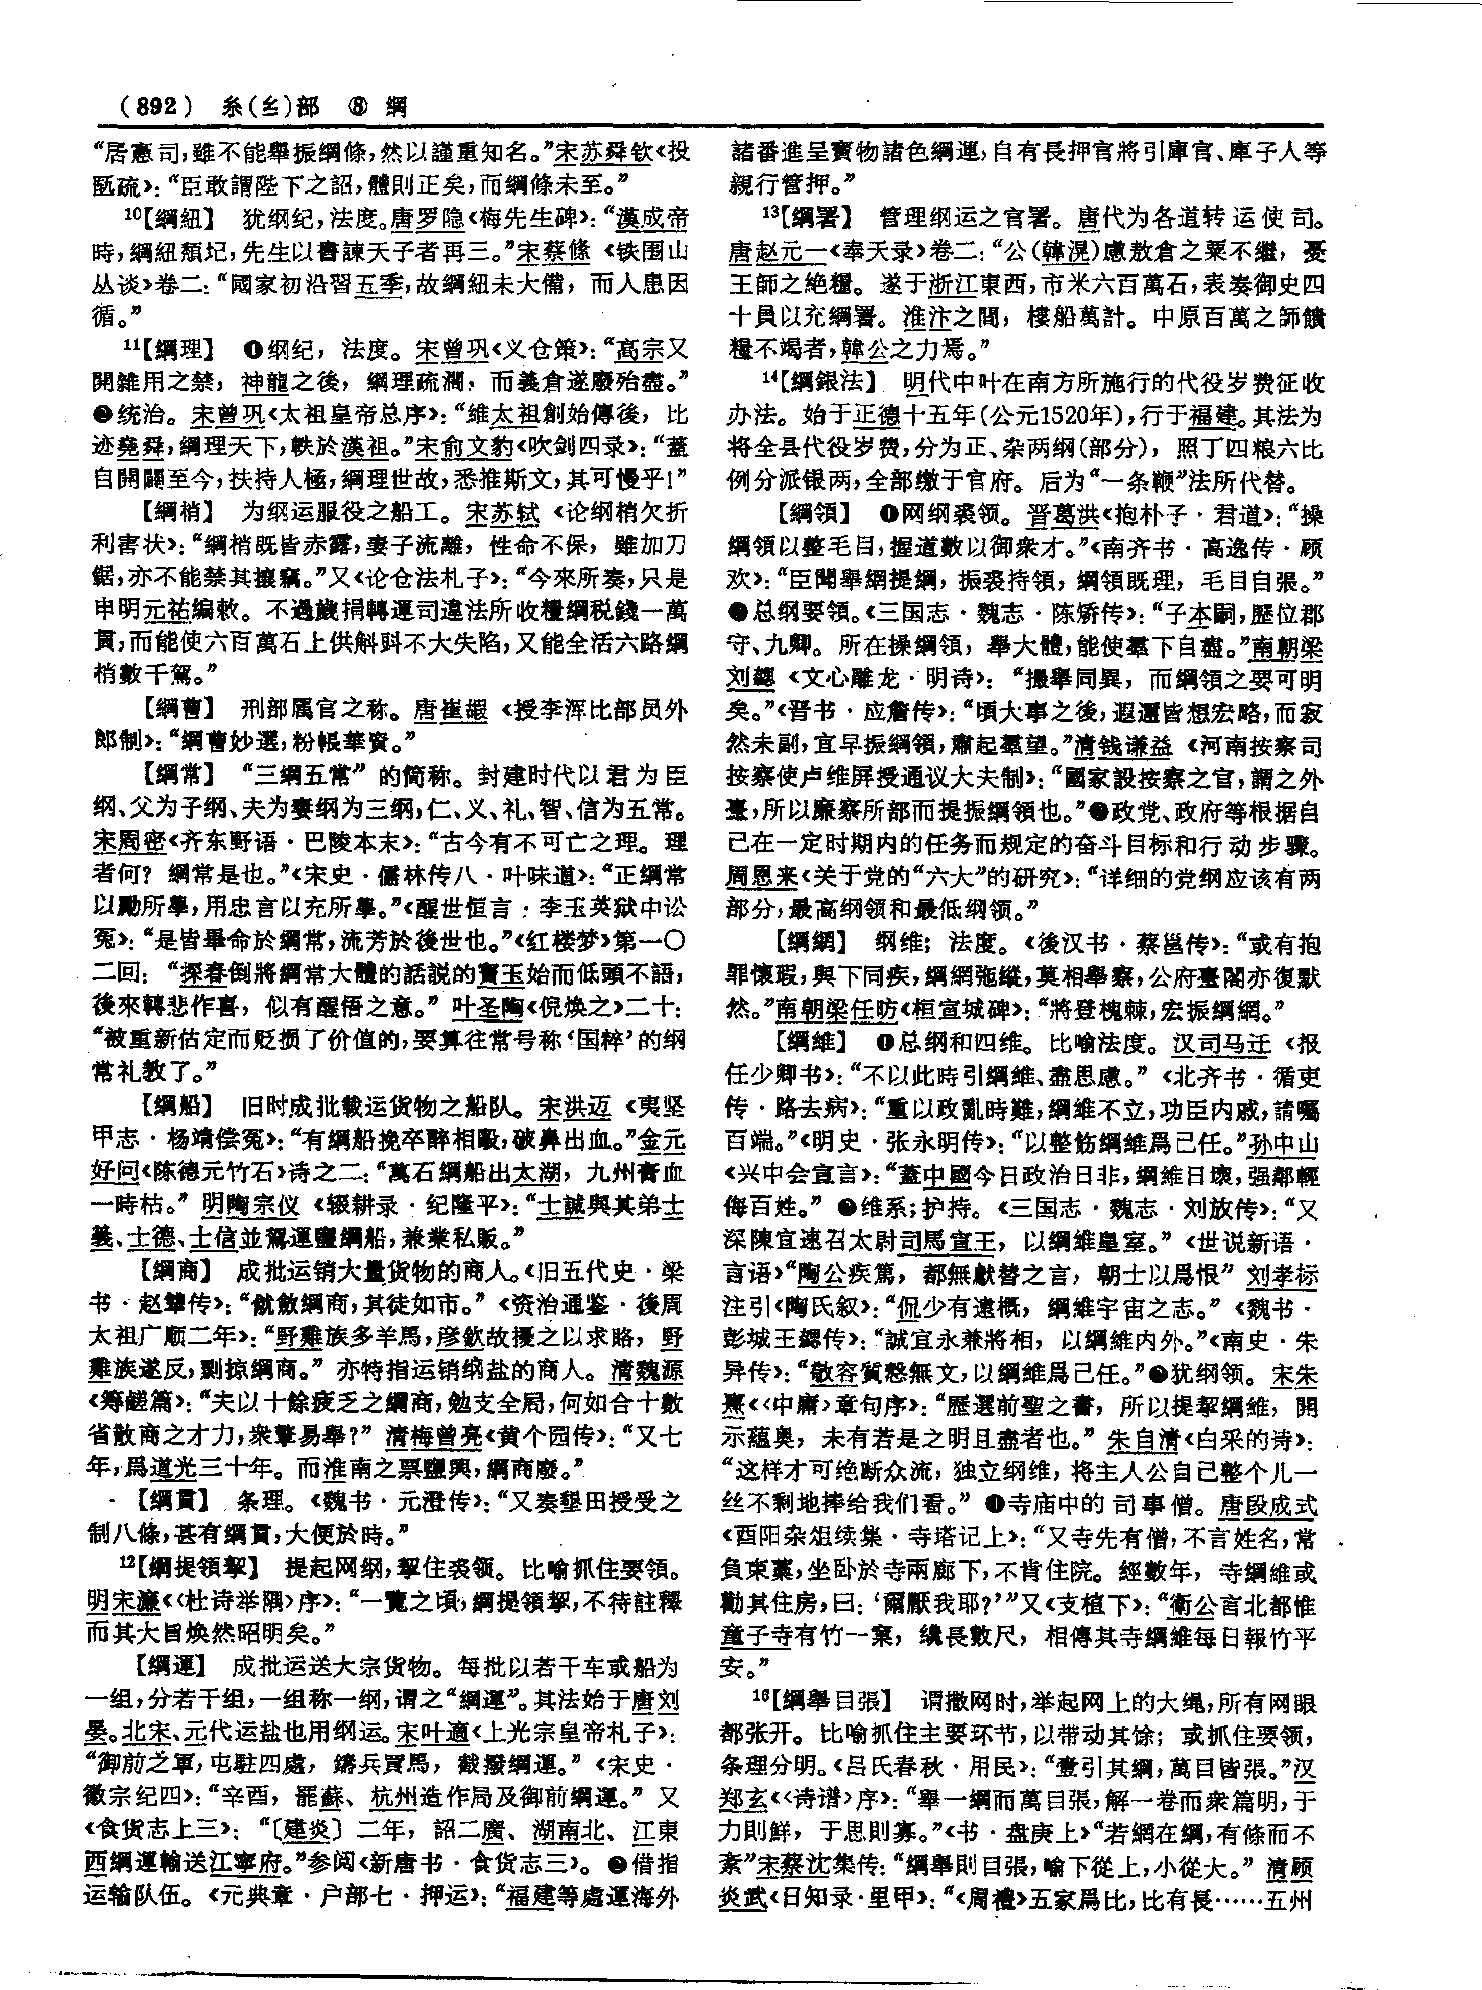 (892) 糸(纟)部 ⑧ 綱
“居憲司，雖不能舉振綱條，然以謹重知名。”宋苏舜钦《投
匦疏》：“臣敢謂陛下之詔，體則正矣，而綱條未至。”
10【綱紐】 犹纲纪，法度。唐罗隐《梅先生碑》：“漢成帝
時，綱紐頹圮，先生以書諫天子者再三。”宋蔡絛《铁围山
丛谈》卷二：“國家初沿習五季，故綱紐未大備，而人患因
循。”
11【綱理】 ❶纲纪，法度。宋曾巩《义仓策》：“高宗又
開雜用之禁，神龍之後，綱理疏濶，而義倉遂廢殆盡。”
❷统治。宋曾巩《太祖皇帝总序》：“維太祖創始傳後，比
迹堯舜，綱理天下，軼於漢祖。”宋俞文豹《吹剑四录》：“蓋
自開闢至今，扶持人極，綱理世故，悉推斯文，其可慢乎！”
【綱梢】 为纲运服役之船工。宋苏轼《论纲梢欠折
利害状》：“綱梢既皆赤露，妻子流離，性命不保，雖加刀
鋸，亦不能禁其攘竊。”又《论仓法札子》：“今來所奏，只是
申明元祐編敕。不過歲捐轉運司違法所收糧綱税錢一萬
貫，而能使六百萬石上供斛㪷不大失陷，又能全活六路綱
梢數千駕。”
【綱曹】 刑部属官之称。唐崔嘏《授李浑比部员外
郎制》：“綱曹妙選，粉帳華資。”
【綱常】 “三綱五常”的简称。封建时代以君为臣
纲、父为子纲、夫为妻纲为三纲，仁、义、礼、智、信为五常。
宋周密《齐东野语·巴陵本末》：“古今有不可亡之理。理
者何？綱常是也。”《宋史·儒林传八·叶味道》：“正綱常
以勵所學，用忠言以充所學。”《醒世恒言·李玉英狱中讼
冤》：“是皆畢命於綱常，流芳於後世也。”《红楼梦》第一〇
二回：“探春倒將綱常大體的話説的寶玉始而低頭不語，
後來轉悲作喜，似有醒悟之意。”叶圣陶《倪焕之》二十：
“被重新估定而贬损了价值的，要算往常号称‘国粹’的纲
常礼教了。”
【綱船】 旧时成批载运货物之船队。宋洪迈《夷坚
甲志·杨靖偿冤》：“有綱船挽卒醉相毆，破鼻出血。”金元
好问《陈德元竹石》诗之二：“萬石綱船出太湖，九州膏血
一時枯。”明陶宗仪《辍耕录·纪隆平》：“士誠與其弟士
義、士德、士信並駕運鹽綱船，兼業私販。”
【綱商】 成批运销大量货物的商人。《旧五代史·梁
书·赵犨传》：“僦斂綱商，其徒如市。”《资治通鉴·後周
太祖广顺二年》：“野雞族多羊馬，彦欽故擾之以求賂，野
雞族遂反，剽掠綱商。”亦特指运销纲盐的商人。清魏源
《筹鹾篇》：“夫以十餘疲乏之綱商，勉支全局，何如合十數
省散商之才力，衆擎易舉？”清梅曾亮《黄个园传》：“又七
年，爲道光三十年。而淮南之票鹽興，綱商廢。”
【綱貫】 条理。《魏书·元澄传》：“又奏墾田授受之
制八條，甚有綱貫，大便於時。”
12【綱提領挈】 提起网纲，挈住裘领。比喻抓住要领。
明宋濂《〈杜诗举隅〉序》：“一覽之頃，綱提領挈，不待註釋
而其大旨焕然昭明矣。”
【綱運】 成批运送大宗货物。每批以若干车或船为
一组，分若干组，一组称一纲，谓之“綱運”。其法始于唐刘
晏。北宋、元代运盐也用纲运。宋叶適《上光宗皇帝札子》：
“御前之軍，屯駐四處，鑄兵買馬，截撥綱運。”《宋史·
徽宗纪四》：“辛酉，罷蘇、杭州造作局及御前綱運。”又
《食货志上三》：“〔建炎〕二年，詔二廣、湖南北、江東
西綱運輸送江寧府。”参阅《新唐书·食货志三》。❷借指
运输队伍。《元典章·户部七·押运》：“福建等處運海外
諸番進呈寶物諸色綱運，自有長押官將引庫官、庫子人等
親行管押。”
13【綱署】 管理纲运之官署。唐代为各道转运使司。
唐赵元一《奉天录》卷二：“公(韓滉)慮敖倉之粟不繼，憂
王師之絶糧。遂于浙江東西，市米六百萬石，表奏御史四
十員以充綱署。淮汴之間，樓船萬計。中原百萬之師饋
糧不竭者，韓公之力焉。”
14【綱銀法】 明代中叶在南方所施行的代役岁费征收
办法。始于正德十五年(公元1520年)，行于福建。其法为
将全县代役岁费，分为正、杂两纲(部分)，照丁四粮六比
例分派银两，全部缴于官府。后为“一条鞭”法所代替。
【綱領】 ❶网纲裘领。晋葛洪《抱朴子·君道》：“操
綱領以整毛目，握道數以御衆才。”《南齐书·高逸传·顾
欢》：“臣聞舉網提綱，振裘持領，綱領既理，毛目自張。”
❷总纲要领。《三国志·魏志·陈矫传》：“子本嗣，歷位郡
守、九卿。所在操綱領，舉大體，能使羣下自盡。”南朝梁
刘勰《文心雕龙·明诗》：“撮舉同異，而綱領之要可明
矣。”《晋书·应詹传》：“頃大事之後，遐邇皆想宏略，而寂
然未副，宜早振綱領，肅起羣望。”清钱谦益《河南按察司
按察使卢维屏授通议大夫制》：“國家設按察之官，謂之外
臺，所以廉察所部而提振綱領也。”❸政党、政府等根据自
己在一定时期内的任务而规定的奋斗目标和行动步骤。
周恩来《关于党的“六大”的研究》：“详细的党纲应该有两
部分，最高纲领和最低纲领。”
【綱網】 纲维；法度。《後汉书·蔡邕传》：“或有抱
罪懷瑕，與下同疾，綱網弛縱，莫相舉察，公府臺閣亦復默
然。”南朝梁任昉《桓宣城碑》：“將登槐棘，宏振綱網。”
【綱維】 ❶总纲和四维。比喻法度。汉司马迁《报
任少卿书》：“不以此時引綱維、盡思慮。”《北齐书·循吏
传·路去病》：“重以政亂時難，綱維不立，功臣内戚，請囑
百端。”《明史·张永明传》：“以整飭綱維爲己任。”孙中山
《兴中会宣言》：“蓋中國今日政治日非，綱維日壞，强鄰輕
侮百姓。”❷维系；护持。《三国志·魏志·刘放传》：“又
深陳宜速召太尉司馬宣王，以綱維皇室。”《世说新语·
言语》“陶公疾篤，都無獻替之言，朝士以爲恨”刘孝标
注引《陶氏叙》：“侃少有遠概，綱維宇宙之志。”《魏书·
彭城王勰传》：“誠宜永兼將相，以綱維内外。”《南史·朱
异传》：“敬容質慤無文，以綱維爲己任。”❸犹纲领。宋朱
熹《〈中庸〉章句序》：“歷選前聖之書，所以提挈綱維，開
示蕴奥，未有若是之明且盡者也。”朱自清《白采的诗》：
“这样才可绝断众流，独立纲维，将主人公自己整个儿一
丝不剩地捧给我们看。”❹寺庙中的司事僧。唐段成式
《酉阳杂俎续集·寺塔记上》：“又寺先有僧，不言姓名，常
負束藁，坐卧於寺兩廊下，不肯住院。經數年，寺綱維或
勸其住房，曰：‘爾厭我耶？’”又《支植下》：“衛公言北都惟
童子寺有竹一窠，纔長數尺，相傳其寺綱維每日報竹平
安。”
16【綱舉目張】 谓撒网时，举起网上的大绳，所有网眼
都张开。比喻抓住主要环节，以带动其馀；或抓住要领，
条理分明。《吕氏春秋·用民》：“壹引其綱，萬目皆張。”汉
郑玄《〈诗谱〉序》：“舉一綱而萬目張，解一卷而衆篇明，于
力則鮮，于思則寡。”《书·盘庚上》“若網在綱，有條而不
紊”宋蔡沈集传：“綱舉則目張，喻下從上，小從大。”清顾
炎武《日知录·里甲》：“《周禮》五家爲比，比有長……五州